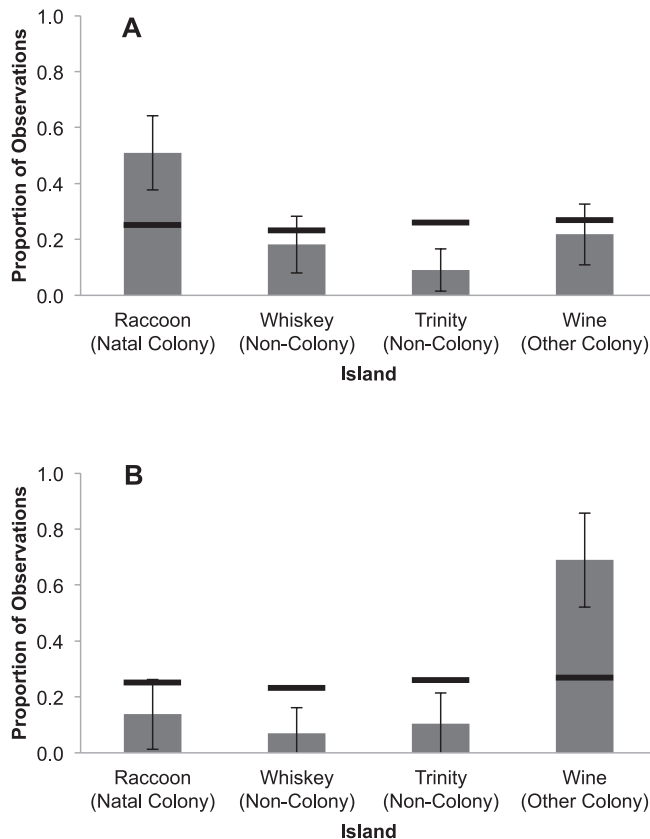 A
Proportion of Observations
1.0
0.8
0.6
0.4
0.2
0.0
Raccoon Whiskey Trinity Wine
(Natal Colony) (Non-Colony) (Non-Colony) (Other Colony)
Island
B
Proportion of Observations
1.0
0.8
0.6
0.4
0.2
0.0
Raccoon Whiskey Trinity Wine
(Natal Colony) (Non-Colony) (Non-Colony) (Other Colony)
Island